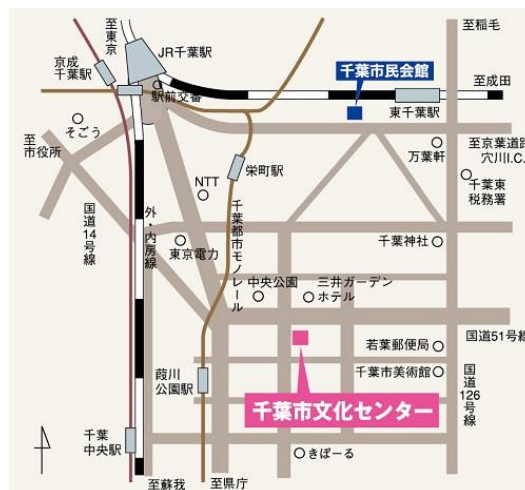 至東京
JR千葉駅
京成
千葉駅
駅前交番
千葉市民会館
至稲毛
至成田
東千葉駅
そごう
至
市役所
万葉軒
至京葉道路
穴川I.C.
千葉東
税務署
栄町駅
NTT
国道14号線
外・内房線
千葉都市モノレール
東京電力
千葉神社
中央公園
三井ガーデン
ホテル
国道51号線
若葉郵便局
千葉市美術館
国道126号線
葭川
公園駅
千葉市文化センター
千葉
中央駅
きぼーる
至蘇我
至県庁